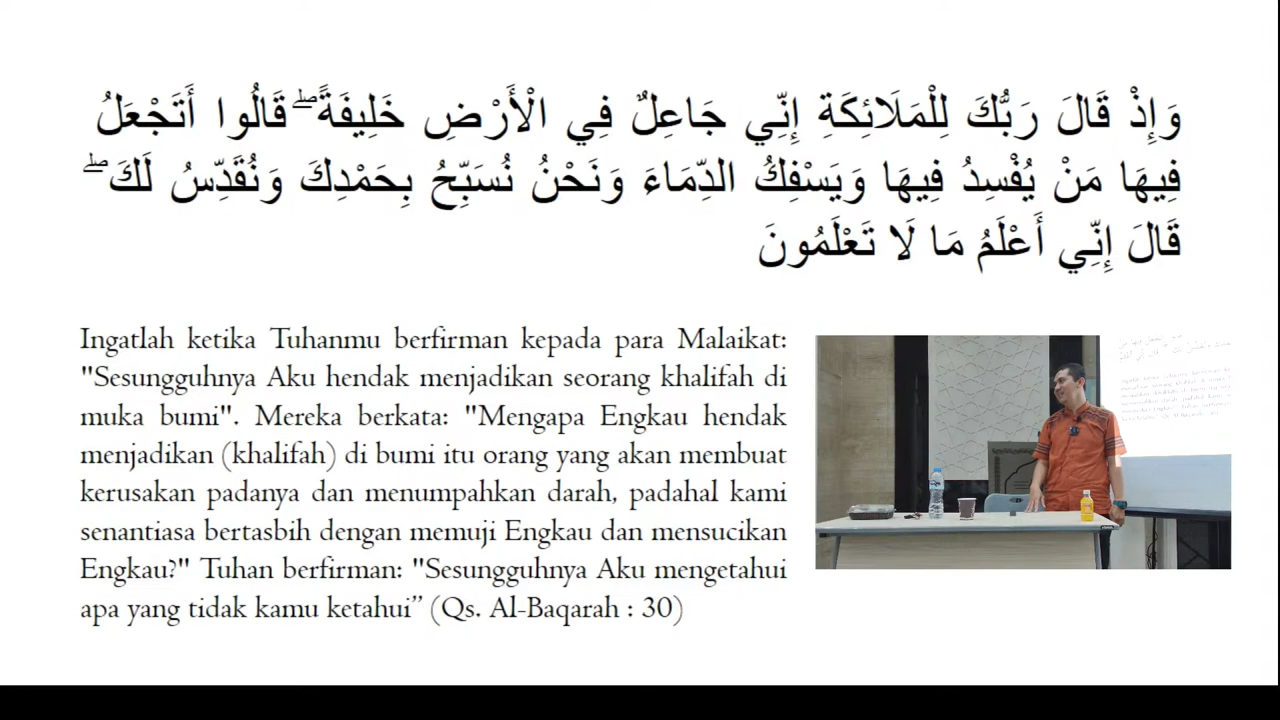 وَإِذْ قَالَ رَبُّكَ لِلْمَلَائِكَةِ إِنِّي جَاعِلٌ فِي الْأَرْضِ خَلِيفَةً ۖ قَالُوا أَتَجْعَلُ
فِيهَا مَنْ يُفْسِدُ فِيهَا وَيَسْفِكُ الدِّمَاءَ وَنَحْنُ نُسَبِّحُ بِحَمْدِكَ وَنُقَدِّسُ لَكَ ۖ
قَالَ إِنِّي أَعْلَمُ مَا لَا تَعْلَمُونَ
Ingatlah ketika Tuhanmu berfirman kepada para Malaikat:
"Sesungguhnya Aku hendak menjadikan seorang khalifah di
muka bumi". Mereka berkata: "Mengapa Engkau hendak
menjadikan (khalifah) di bumi itu orang yang akan membuat
kerusakan padanya dan menumpahkan darah, padahal kami
senantiasa bertasbih dengan memuji Engkau dan mensucikan
Engkau?" Tuhan berfirman: "Sesungguhnya Aku mengetahui
apa yang tidak kamu ketahui” (Qs. Al-Baqarah : 30)